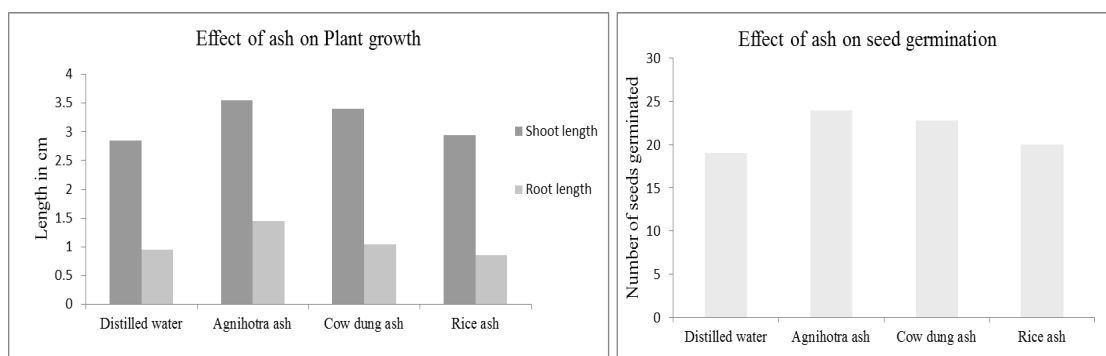 Effect of ash on Plant growth
Length in cm
4
3.5
3
2.5
2
1.5
1
0.5
0
Shoot length
Root length
Distilled water Agnihotra ash Cow dung ash Rice ash
Effect of ash on seed germination
Number of seeds germinated
30
25
20
15
10
5
0
Distilled water Agnihotra ash Cow dung ash Rice ash